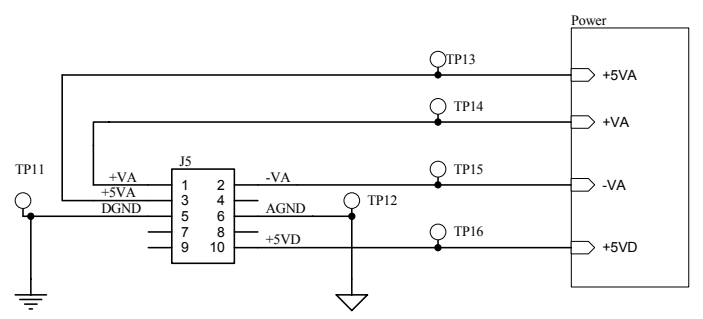 Power
TP13
+5VA
TP14
+VA
TP11
J5
TP15
+VA
1 2
-VA
-VA
+5VA
3 4
TP12
DGND
5 6
AGND
7 8
TP16
9 10
+5VD
+5VD